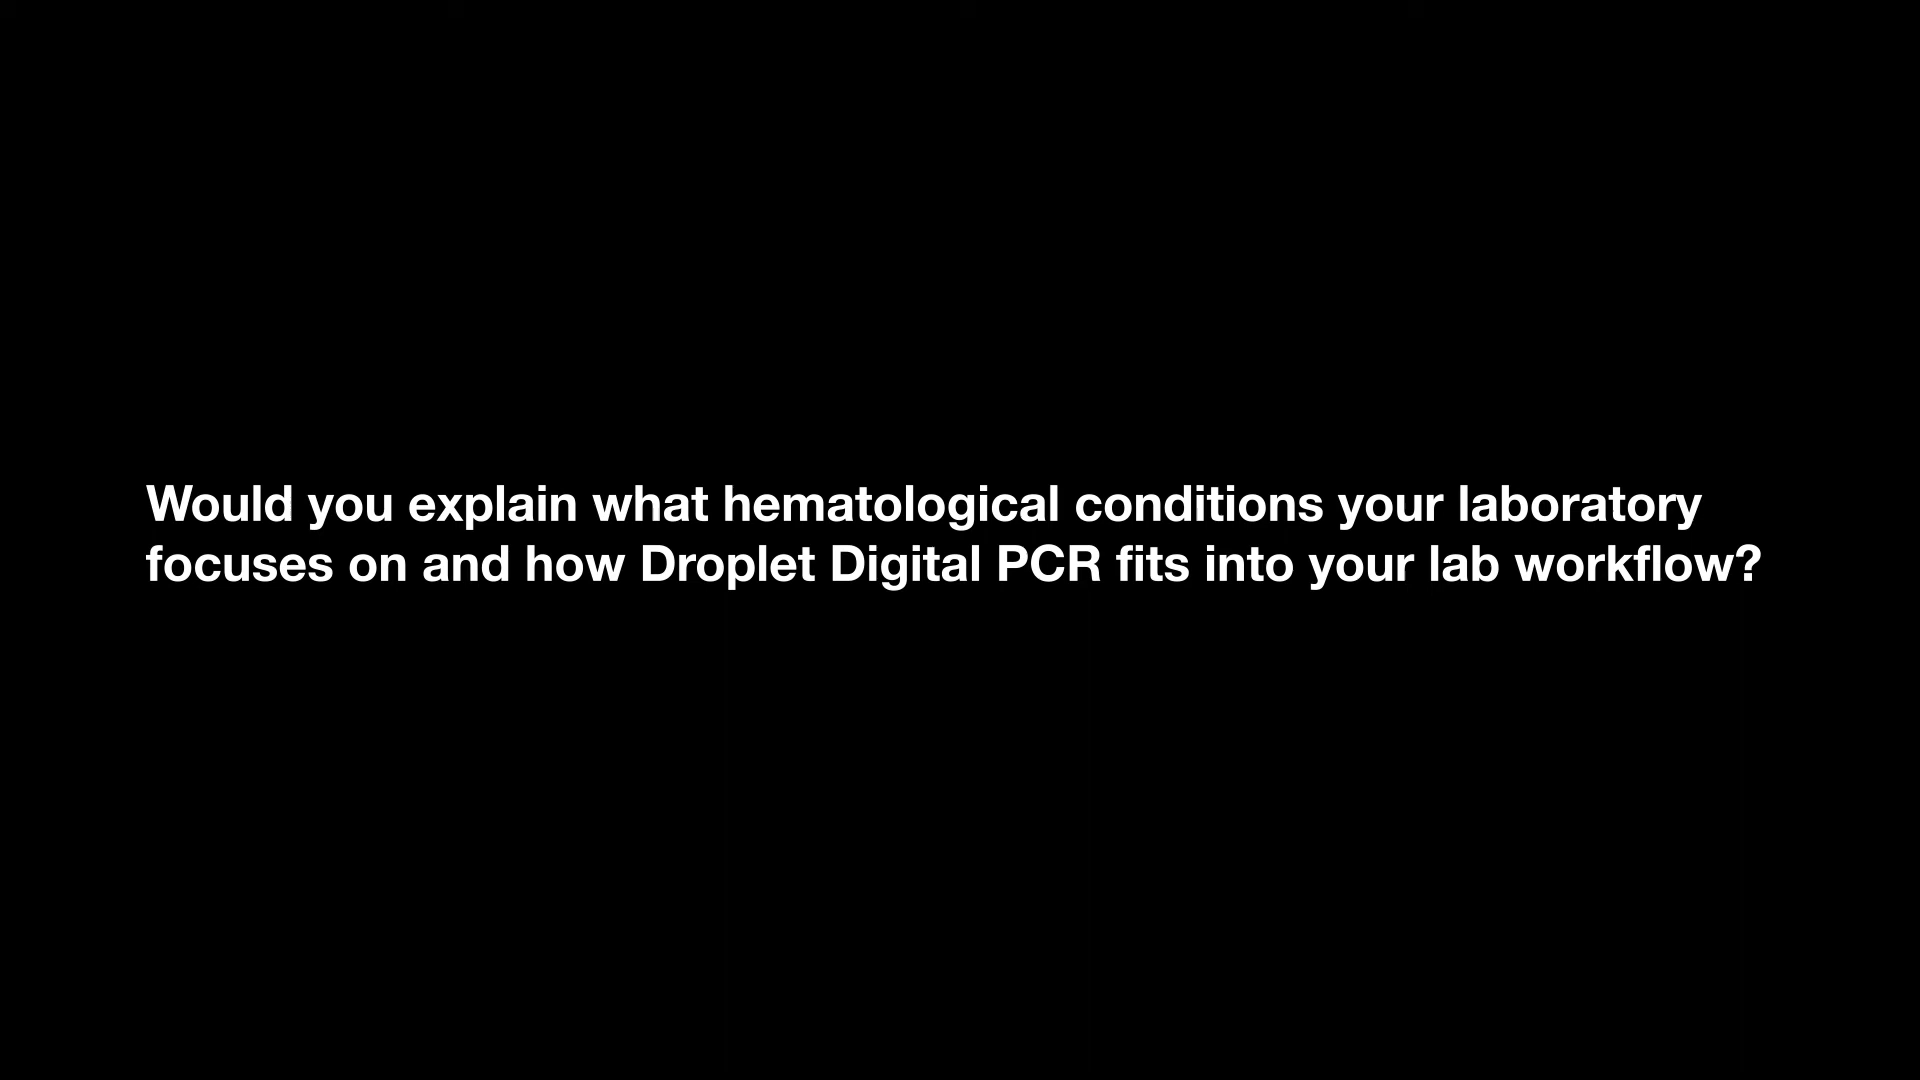 Would you explain what hematological conditions your laboratory
focuses on and how Droplet Digital PCR fits into your lab workflow?